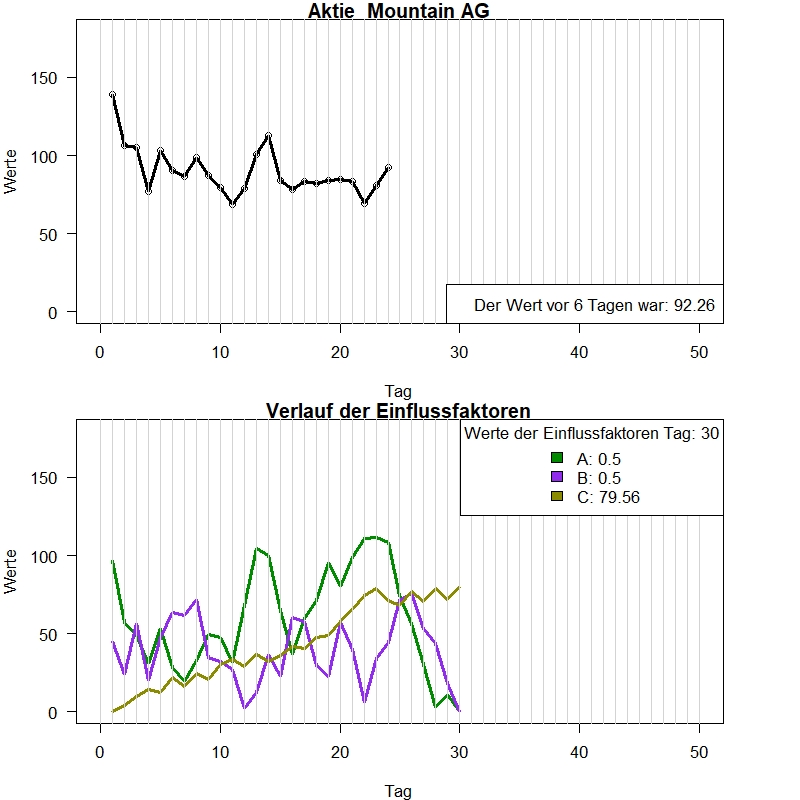 Aktie  Mountain AG
Werte
150
100
50
0
Der Wert vor 6 Tagen war: 92.26
0 10 20 30 40 50
Tag
Verlauf der Einflussfaktoren
Werte
150
100
50
0
Werte der Einflussfaktoren Tag: 30
A: 0.5
B: 0.5
C: 79.56
0 10 20 30 40 50
Tag